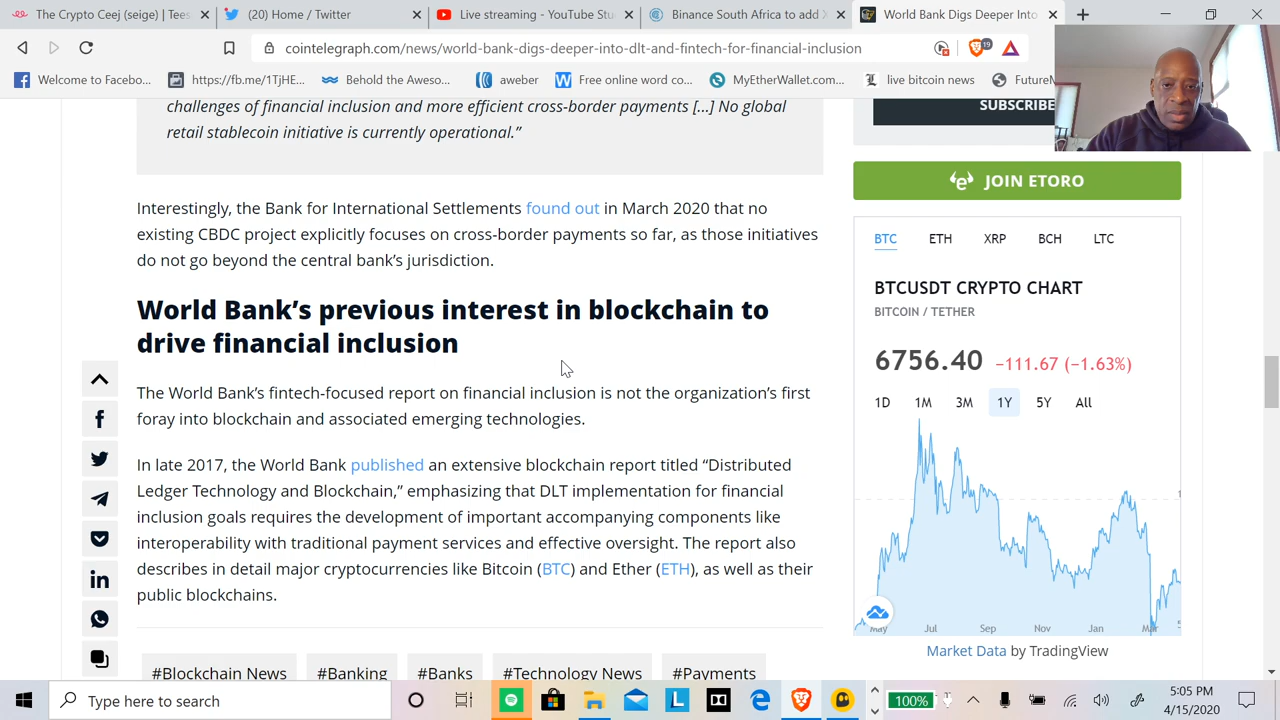 The Crypto Ceej (seige)
(20) Home / Twitter
Live streaming - YouTube Stu
Binance South Africa to add X
World Bank Digs Deeper Into
cointelegraph.com/news/world-bank-digs-deeper-into-dlt-and-fintech-for-financial-inclusion
19
Welcome to Facebo...
https://fb.me/1TjHE...
Behold the Aweso...
aweber
Free online word co...
MyEtherWallet.com...
live bitcoin news
challenges of financial inclusion and more efficient cross-border payments [...] No global
retail stablecoin initiative is currently operational.”
SUBSCRIBE
JOIN ETORO
Interestingly, the Bank for International Settlements found out in March 2020 that no
existing CBDC project explicitly focuses on cross-border payments so far, as those initiatives
do not go beyond the central bank’s jurisdiction.
World Bank’s previous interest in blockchain to
drive financial inclusion
The World Bank’s fintech-focused report on financial inclusion is not the organization’s first
foray into blockchain and associated emerging technologies.
In late 2017, the World Bank published an extensive blockchain report titled “Distributed
Ledger Technology and Blockchain,” emphasizing that DLT implementation for financial
inclusion goals requires the development of important accompanying components like
interoperability with traditional payment services and effective oversight. The report also
describes in detail major cryptocurrencies like Bitcoin (BTC) and Ether (ETH), as well as their
public blockchains.
#Blockchain News #Banking #Banks #Technology News #Payments
BTC ETH XRP BCH LTC
BTCUSDT CRYPTO CHART
BITCOIN / TETHER
6756.40 −111.67 (−1.63%)
1D 1M 3M 1Y 5Y All
May Jul Sep Nov Jan Mar
Market Data by TradingView
Type here to search
100%
5:05 PM
4/15/2020